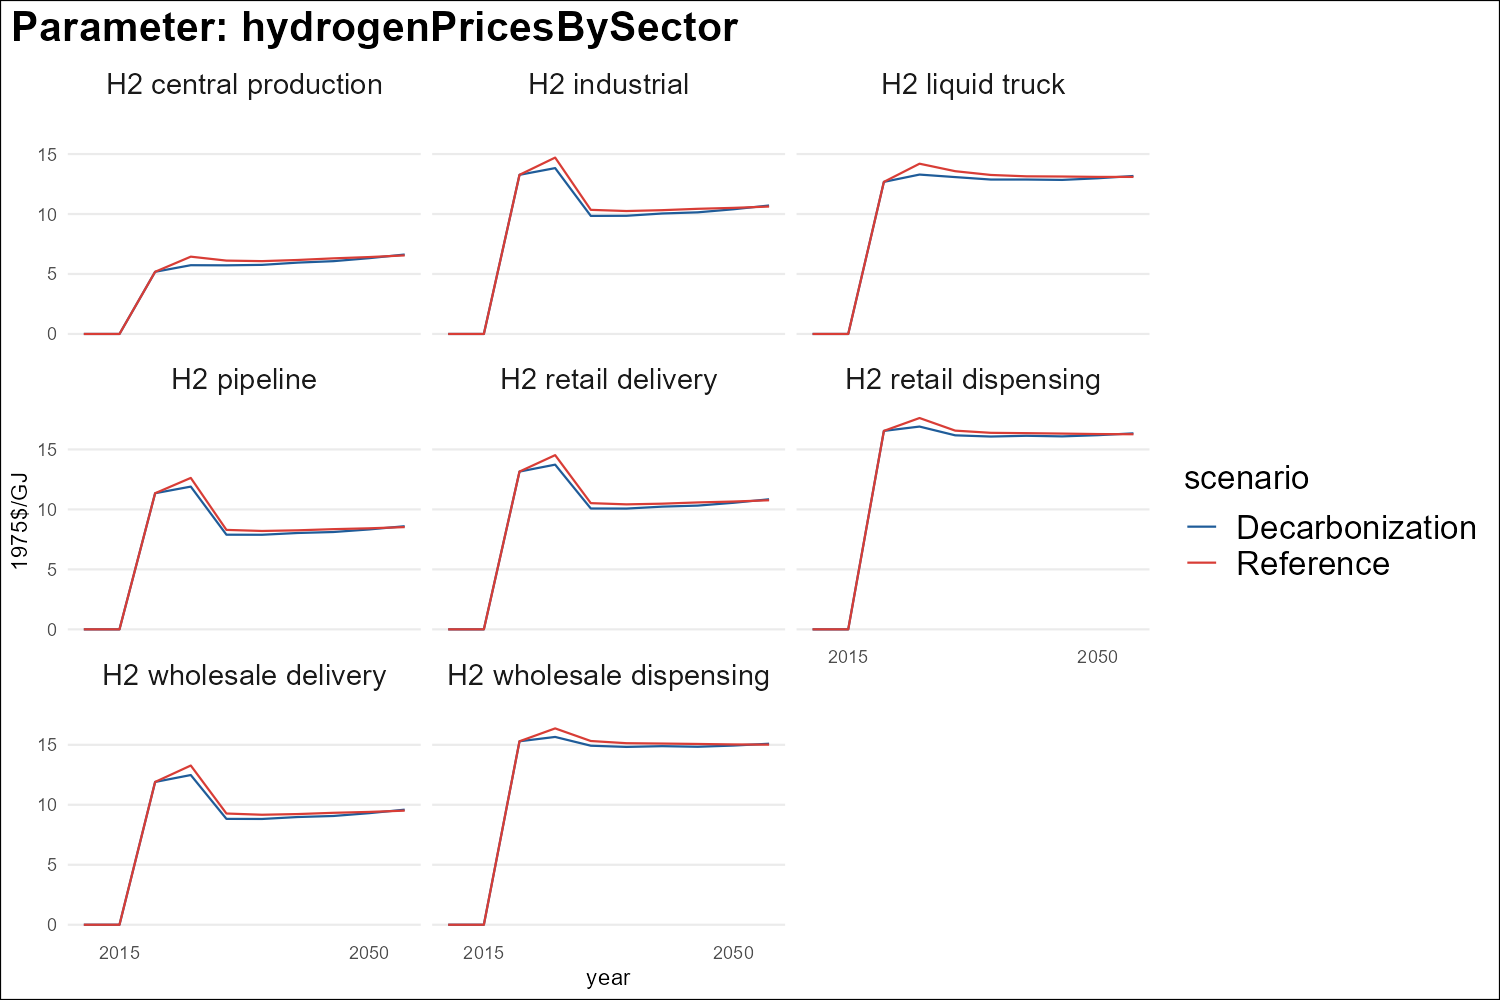 Parameter: hydrogenPricesBySector
H2 central production
H2 industrial
H2 liquid truck
15
10
5
0
H2 pipeline
H2 retail delivery
H2 retail dispensing
15
10
5
0
2015
2050
H2 wholesale delivery
H2 wholesale dispensing
15
10
5
0
2015
2050
2015
2050
year
1975$/GJ
scenario
Decarbonization
Reference